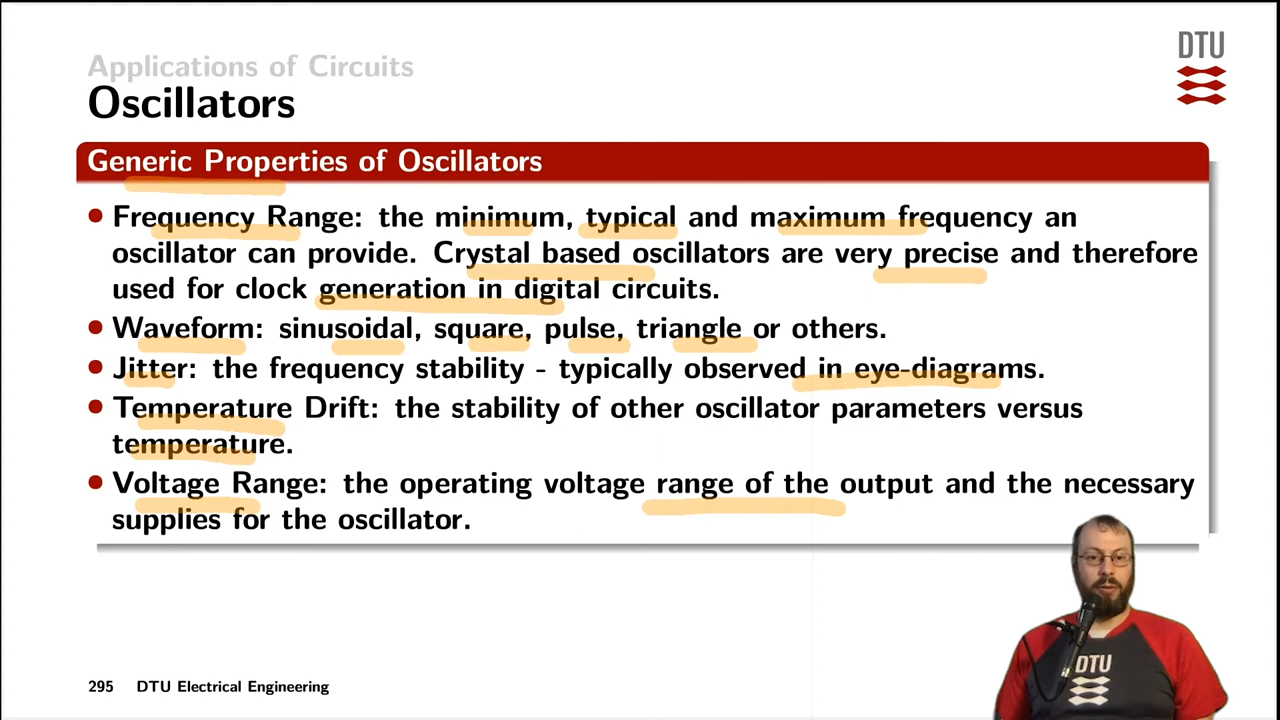 DTU
Applications of Circuits
Oscillators
Generic Properties of Oscillators
• Frequency Range: the minimum, typical and maximum frequency an
oscillator can provide. Crystal based oscillators are very precise and therefore
used for clock generation in digital circuits.
• Waveform: sinusoidal, square, pulse, triangle or others.
• Jitter: the frequency stability - typically observed in eye-diagrams.
• Temperature Drift: the stability of other oscillator parameters versus
temperature.
• Voltage Range: the operating voltage range of the output and the necessary
supplies for the oscillator.
DTU
295 DTU Electrical Engineering